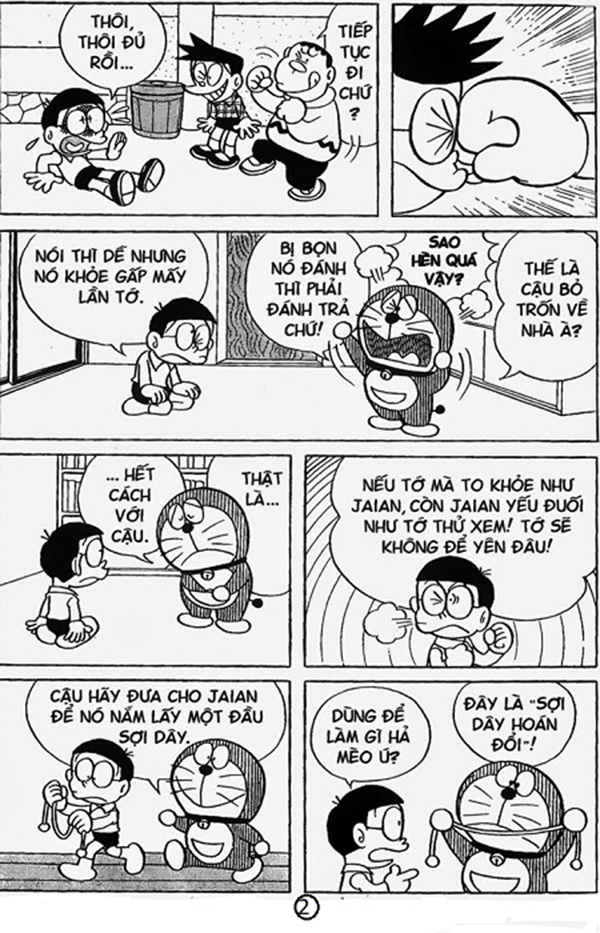 TIẾP
TỤC
ĐI
CHỨ
?
THÔI,
THÔI ĐỦ
RỒI...
THẾ LÀ
CẬU BỎ
TRỐN VỀ
NHÀ À?
SAO
HÈN QUÁ
VẬY?
BỊ BỌN
NÓ ĐÁNH
THÌ PHẢI
ĐÁNH TRẢ
CHỨ!
NÓI THÌ DỄ NHƯNG
NÓ KHỎE GẤP MẤY
LẦN TỚ.
NẾU TỚ MÀ TO KHỎE NHƯ
JAIAN, CÒN JAIAN YẾU ĐUỐI
NHƯ TỚ THỬ XEM! TỚ SẼ
KHÔNG ĐỂ YÊN ĐÂU!
THẬT
LÀ...
... HẾT
CÁCH
VỚI
CẬU.
ĐÂY LÀ "SỢI
DÂY HOÁN
ĐỔI"!
DÙNG ĐỂ
LÀM GÌ HẢ
MÈO Ú?
CẬU HÃY ĐƯA CHO JAIAN
ĐỂ NÓ NẮM LẤY MỘT ĐẦU
SỢI DÂY.
2